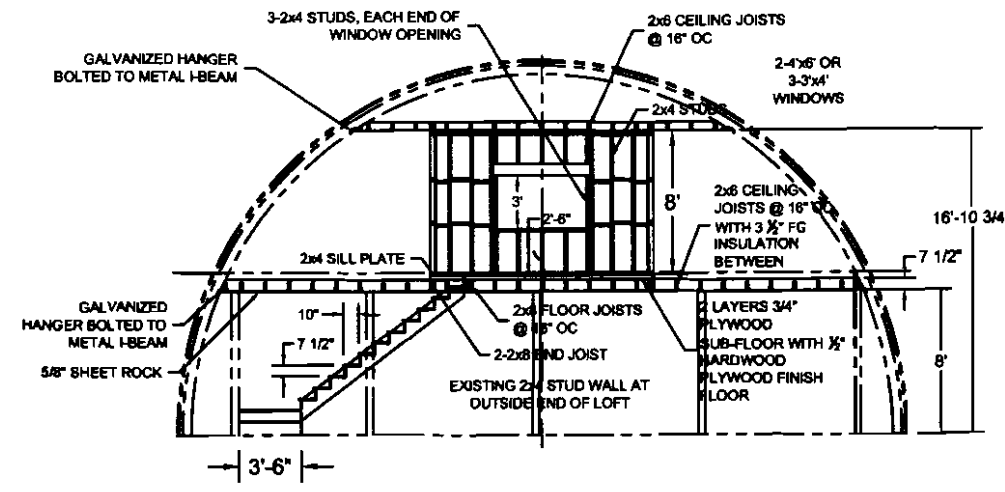 3-2x4 STUDS, EACH END OF
WINDOW OPENING
2x6 CEILING JOISTS
@ 16" OC
GALVANIZED HANGER
BOLTED TO METAL I-BEAM
2-4'x6' OR
3-3'x4'
WINDOWS
2x4 STUDS
8'
3'
2'-6"
2x6 CEILING
JOISTS @ 16" OC
WITH 3 ½" FG
INSULATION
BETWEEN
16'-10 3/4
7 1/2"
2x4 SILL PLATE
GALVANIZED
HANGER BOLTED TO
METAL I-BEAM
10"
7 1/2"
5/8" SHEET ROCK
FLOOR JOISTS
OC
2-2x8 END JOIST
2 LAYERS 3/4"
PLYWOOD
SUB-FLOOR WITH ½"
HARDWOOD
PLYWOOD FINISH
FLOOR
8'
EXISTING 2x4 STUD WALL AT
OUTSIDE END OF LOFT
3'-6"